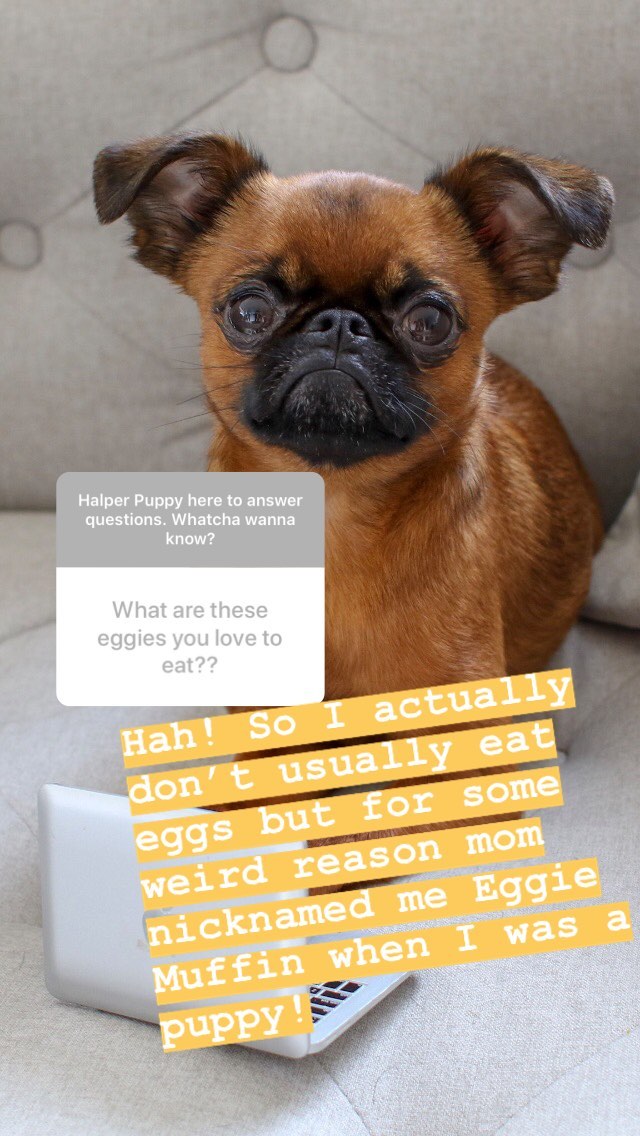 Halper Puppy here to answer
questions. Whatcha wanna
know?
What are these
eggies you love to
eat??
Hah! So I actually
don't usually eat
eggs but for some
weird reason mom
nicknamed me Eggie
Muffin when I was a
puppy!